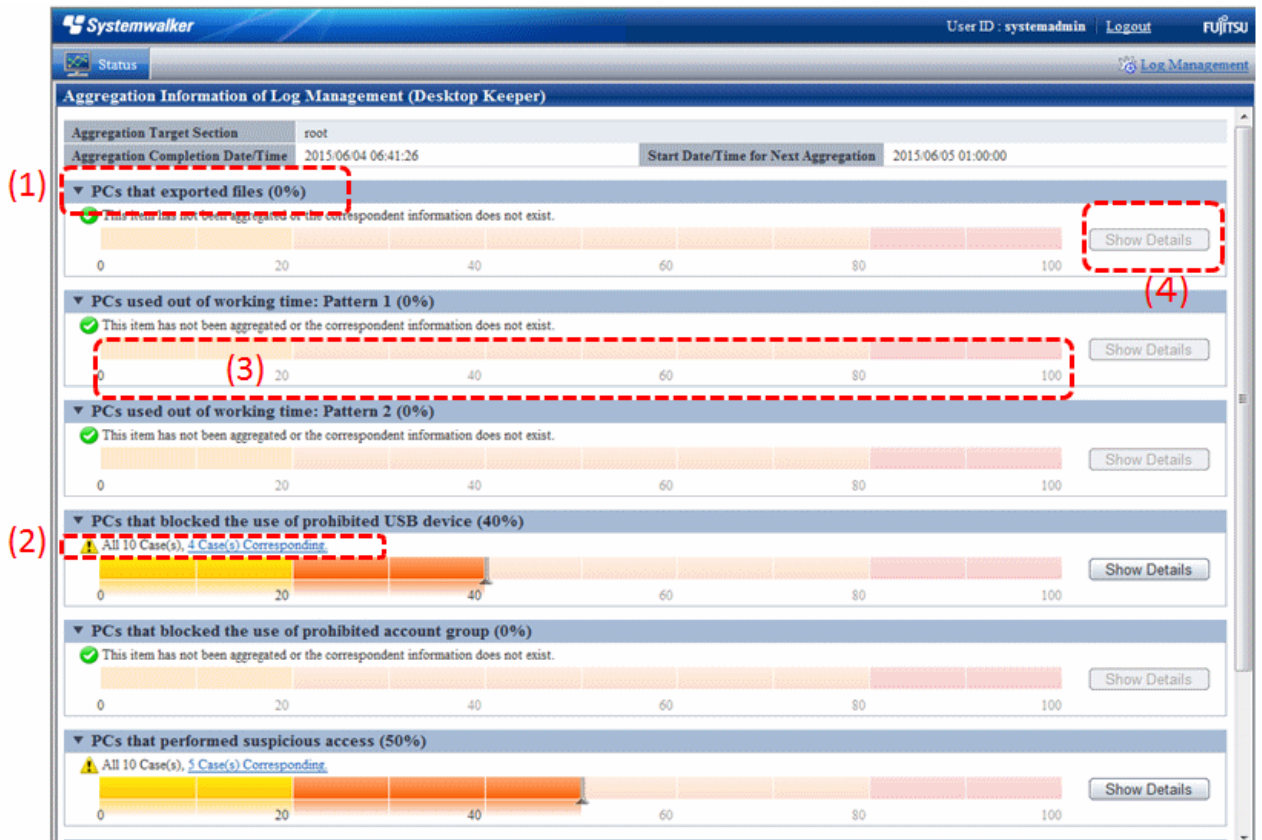 Systemwalker User ID : systemadmin Logout FUJITSU
Status Log Management
Aggregation Information of Log Management (Desktop Keeper)
Aggregation Target Section root
Aggregation Completion Date/Time 2015/06/04 06:41:26 Start Date/Time for Next Aggregation 2015/06/05 01:00:00
(1) ▼ PCs that exported files (0%)
This item has not been aggregated or the correspondent information does not exist.
Show Details
0 20 40 60 80 100
(4)
▼ PCs used out of working time: Pattern 1 (0%)
This item has not been aggregated or the correspondent information does not exist.
Show Details
(3)
0 20 40 60 80 100
▼ PCs used out of working time: Pattern 2 (0%)
This item has not been aggregated or the correspondent information does not exist.
Show Details
0 20 40 60 80 100
▼ PCs that blocked the use of prohibited USB device (40%)
(2) All 10 Case(s), 4 Case(s) Corresponding.
Show Details
0 20 40 60 80 100
▼ PCs that blocked the use of prohibited account group (0%)
This item has not been aggregated or the correspondent information does not exist.
Show Details
0 20 40 60 80 100
▼ PCs that performed suspicious access (50%)
All 10 Case(s), 5 Case(s) Corresponding.
Show Details
0 20 40 60 80 100